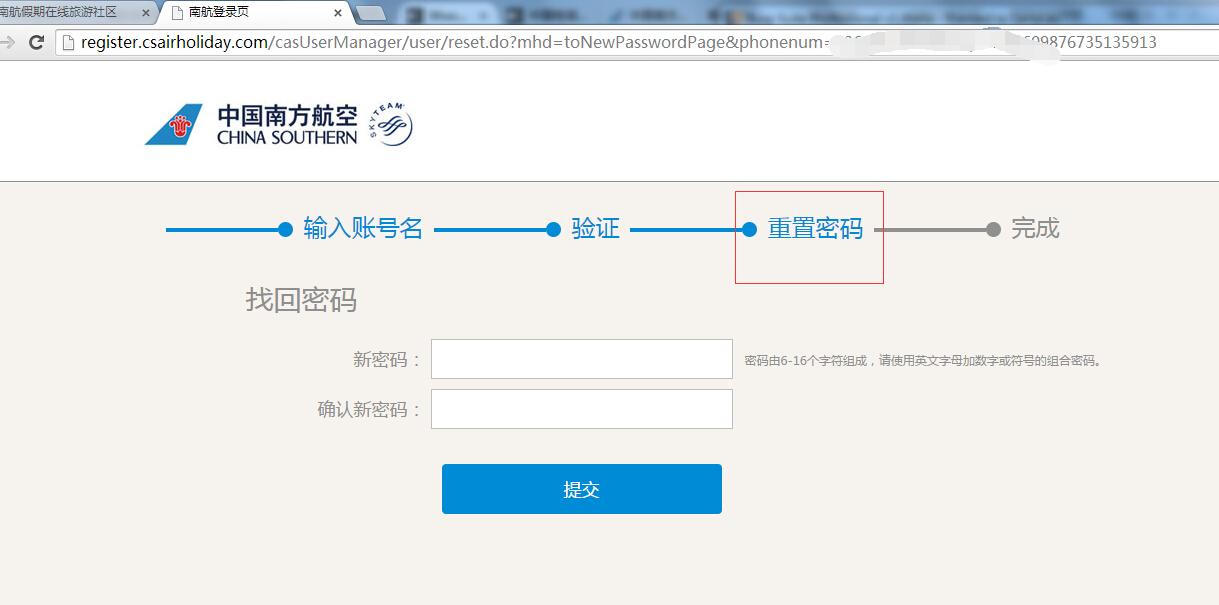 南航假期在线旅游社区
南航登录页
register.csairholiday.com/casUserManager/user/reset.do?mhd=toNewPasswordPage&phonenum=
09876735135913
中国南方航空
CHINA SOUTHERN
SKYTEAM
输入账号名
验证
重置密码
完成
找回密码
新密码：
密码由6-16个字符组成，请使用英文字母加数字或符号的组合密码。
确认新密码：
提交